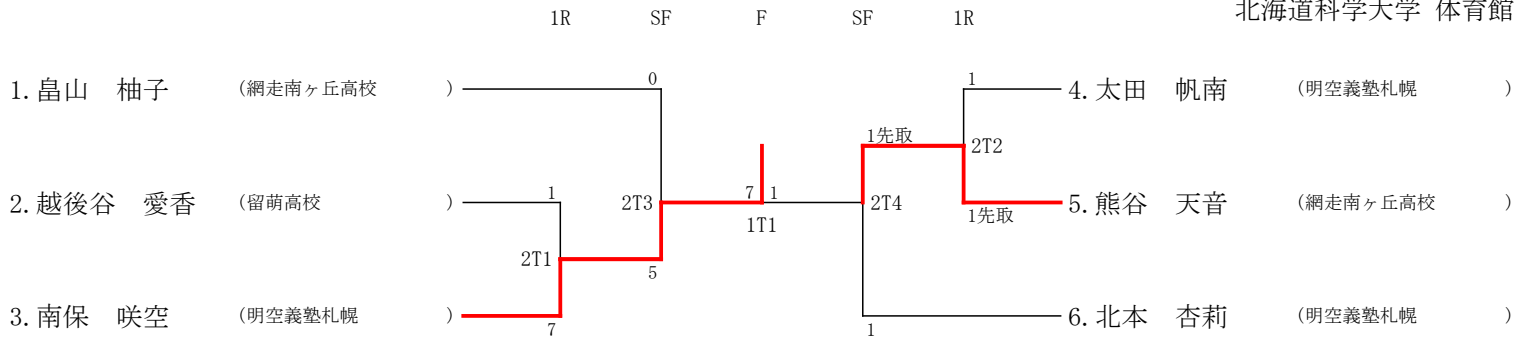 北海道科学大学 体育館
1R SF F SF 1R
0 1
1.畠山 柚子 (網走南ヶ丘高校 ) 4.太田 帆南 (明空義塾札幌 )
1先取 2T2
1 7 1
2.越後谷 愛香 (留萌高校 ) 2T3 2T4 5.熊谷 天音 (網走南ヶ丘高校 )
1T1 1先取
2T1 5
3.南保 咲空 (明空義塾札幌 ) 6.北本 杏莉 (明空義塾札幌 )
7 1